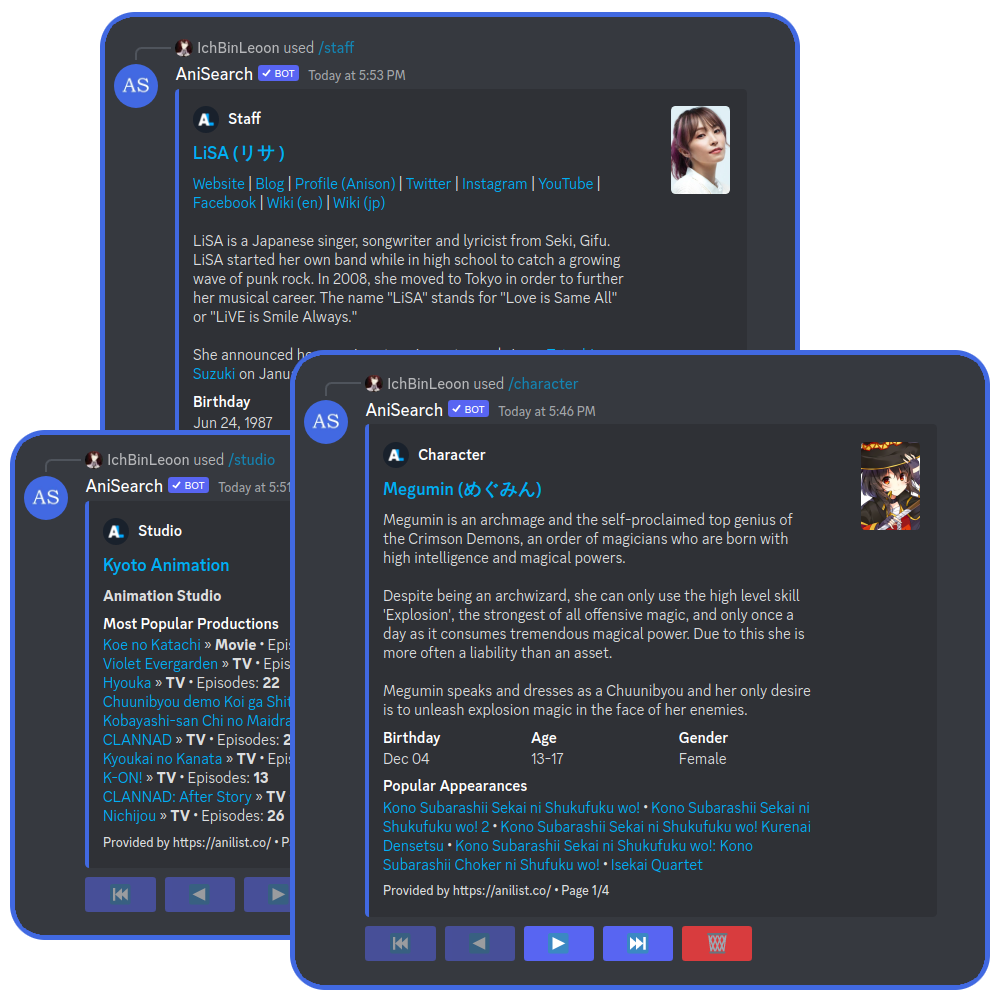 IchBinLeoon used /staff
AS
AniSearch BOT Today at 5:53 PM
AL Staff
LiSA (リサ )
Website | Blog | Profile (Anison) | Twitter | Instagram | YouTube |
Facebook | Wiki (en) | Wiki (jp)
LiSA is a Japanese singer, songwriter and lyricist from Seki, Gifu.
LiSA started her own band while in high school to catch a growing
wave of punk rock. In 2008, she moved to Tokyo in order to further
her musical career. The name "LiSA" stands for "Love is Same All"
or "LiVE is Smile Always."
She announced
Suzuki on Janu
Birthday
Jun 24, 1987
IchBinLeoon used /studio
AS
AniSearch BOT Today at 5:51
AL Studio
Kyoto Animation
Animation Studio
Most Popular Productions
Koe no Katachi » Movie • Epi
Violet Evergarden » TV • Epis
Hyouka » TV • Episodes: 22
Chuunibyou demo Koi ga Shit
Kobayashi-san Chi no Maidra
CLANNAD » TV • Episodes: 2
Kyoukai no Kanata » TV • Epi
K-ON! » TV • Episodes: 13
CLANNAD: After Story » TV
Nichijou » TV • Episodes: 26
Provided by https://anilist.co/ • P
IchBinLeoon used /character
AS
AniSearch BOT Today at 5:46 PM
AL Character
Megumin (めぐみん)
Megumin is an archmage and the self-proclaimed top genius of
the Crimson Demons, an order of magicians who are born with
high intelligence and magical powers.
Despite being an archwizard, she can only use the high level skill
'Explosion', the strongest of all offensive magic, and only once a
day as it consumes tremendous magical power. Due to this she is
more often a liability than an asset.
Megumin speaks and dresses as a Chuunibyou and her only desire
is to unleash explosion magic in the face of her enemies.
Birthday Age Gender
Dec 04 13-17 Female
Popular Appearances
Kono Subarashii Sekai ni Shukufuku wo! • Kono Subarashii Sekai ni
Shukufuku wo! 2 • Kono Subarashii Sekai ni Shukufuku wo! Kurenai
Densetsu • Kono Subarashii Sekai ni Shukufuku wo!: Kono
Subarashii Choker ni Shufuku wo! • Isekai Quartet
Provided by https://anilist.co/ • Page 1/4